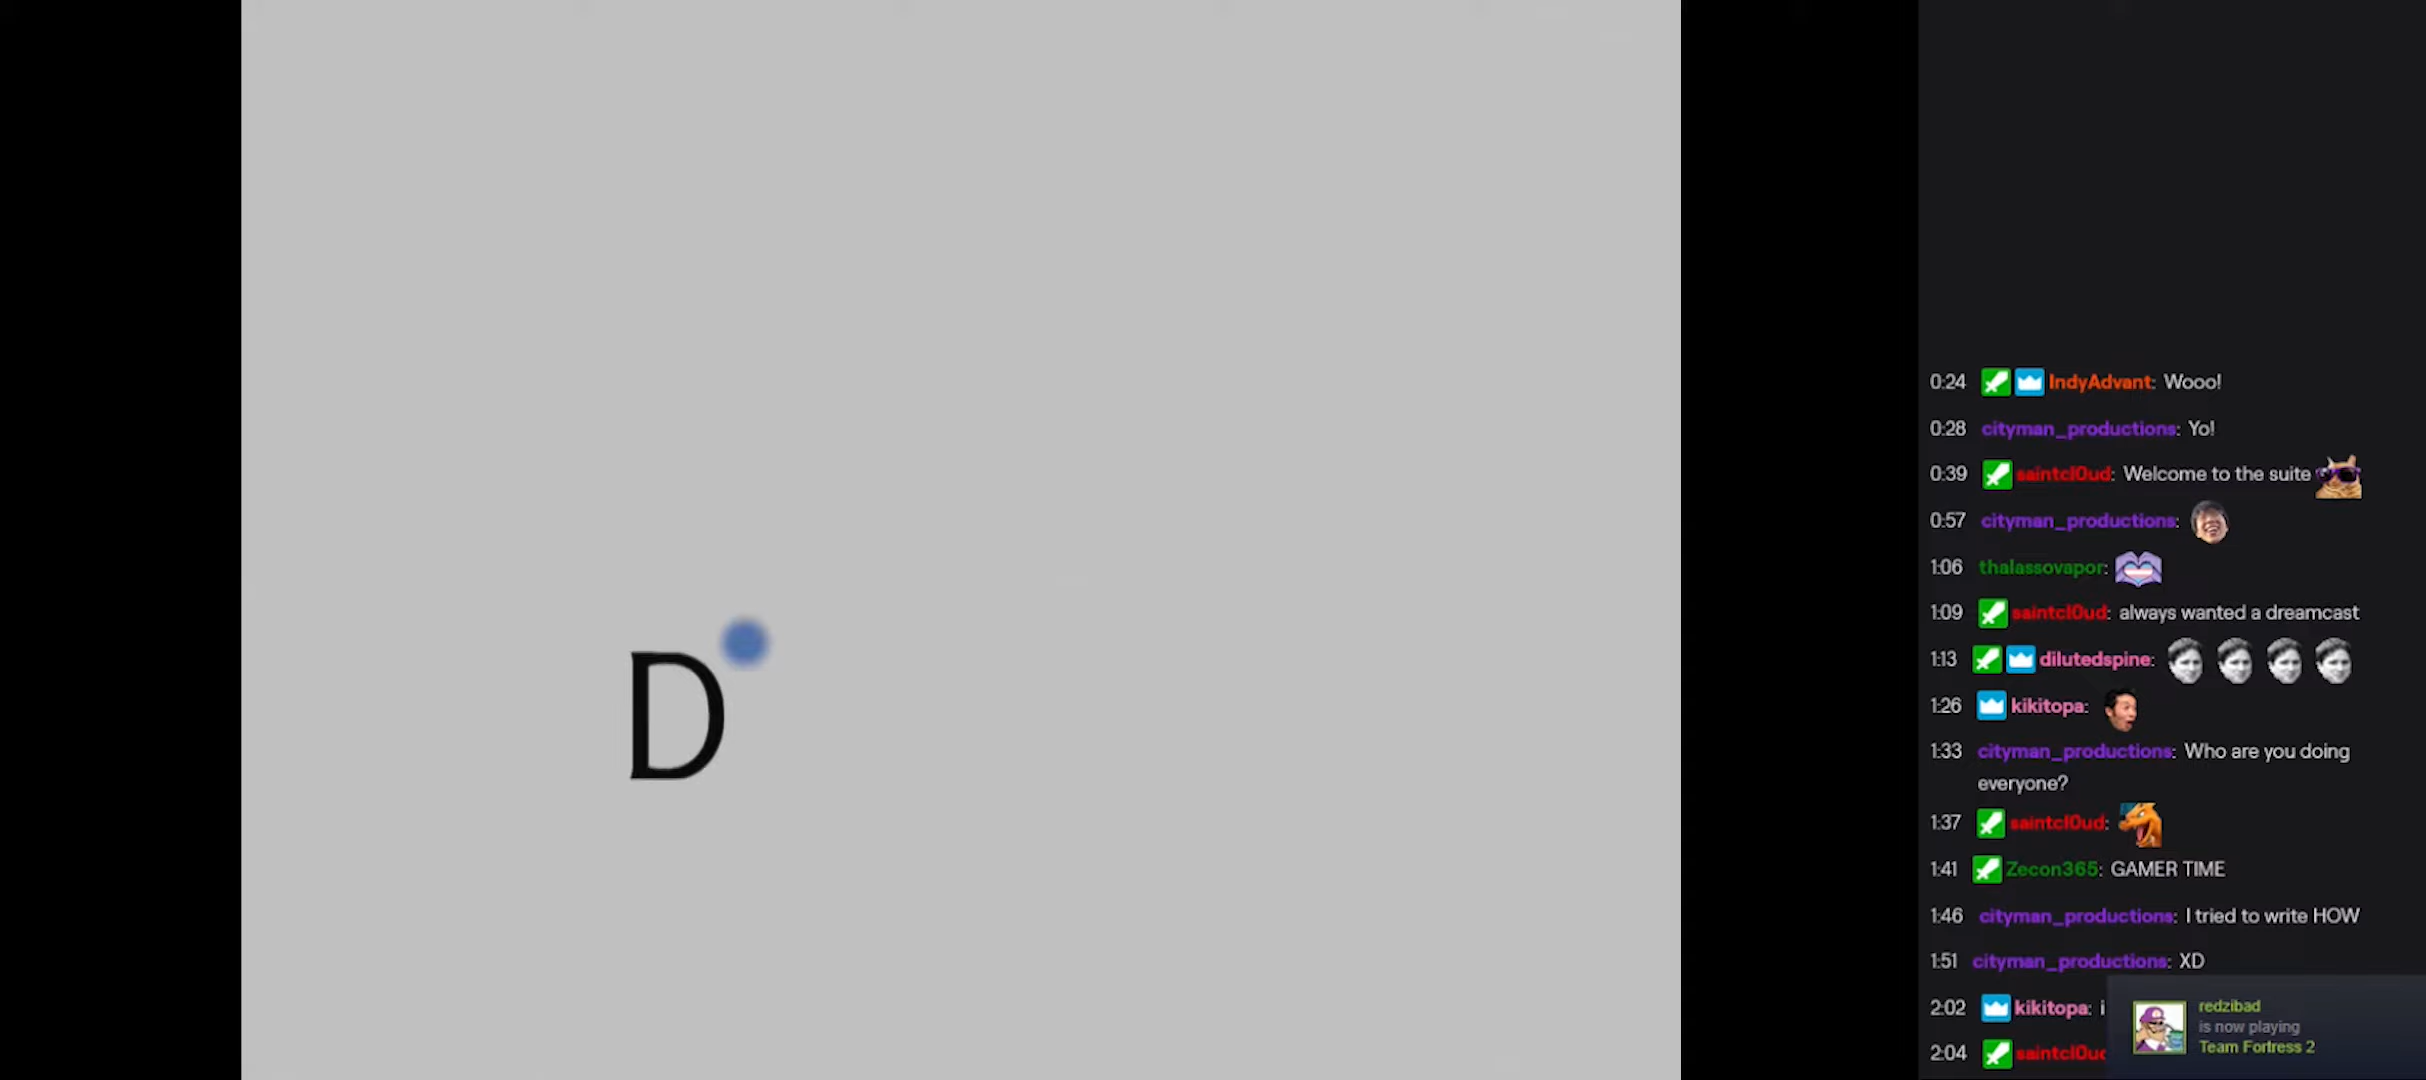 D
0:24 IndyAdvant: Wooo!
0:28 cityman_productions: Yo!
0:39 saintcl0ud: Welcome to the suite
0:57 cityman_productions:
1:06 thalassovapor:
1:09 saintcl0ud: always wanted a dreamcast
1:13 dilutedspine:
1:26 kikitopa:
1:33 cityman_productions: Who are you doing
everyone?
1:37 saintcl0ud:
1:41 Zecon365: GAMER TIME
1:46 cityman_productions: I tried to write HOW
1:51 cityman_productions: XD
2:02 kikitopa: i
2:04 saintcl0ud
redzibad
is now playing
Team Fortress 2